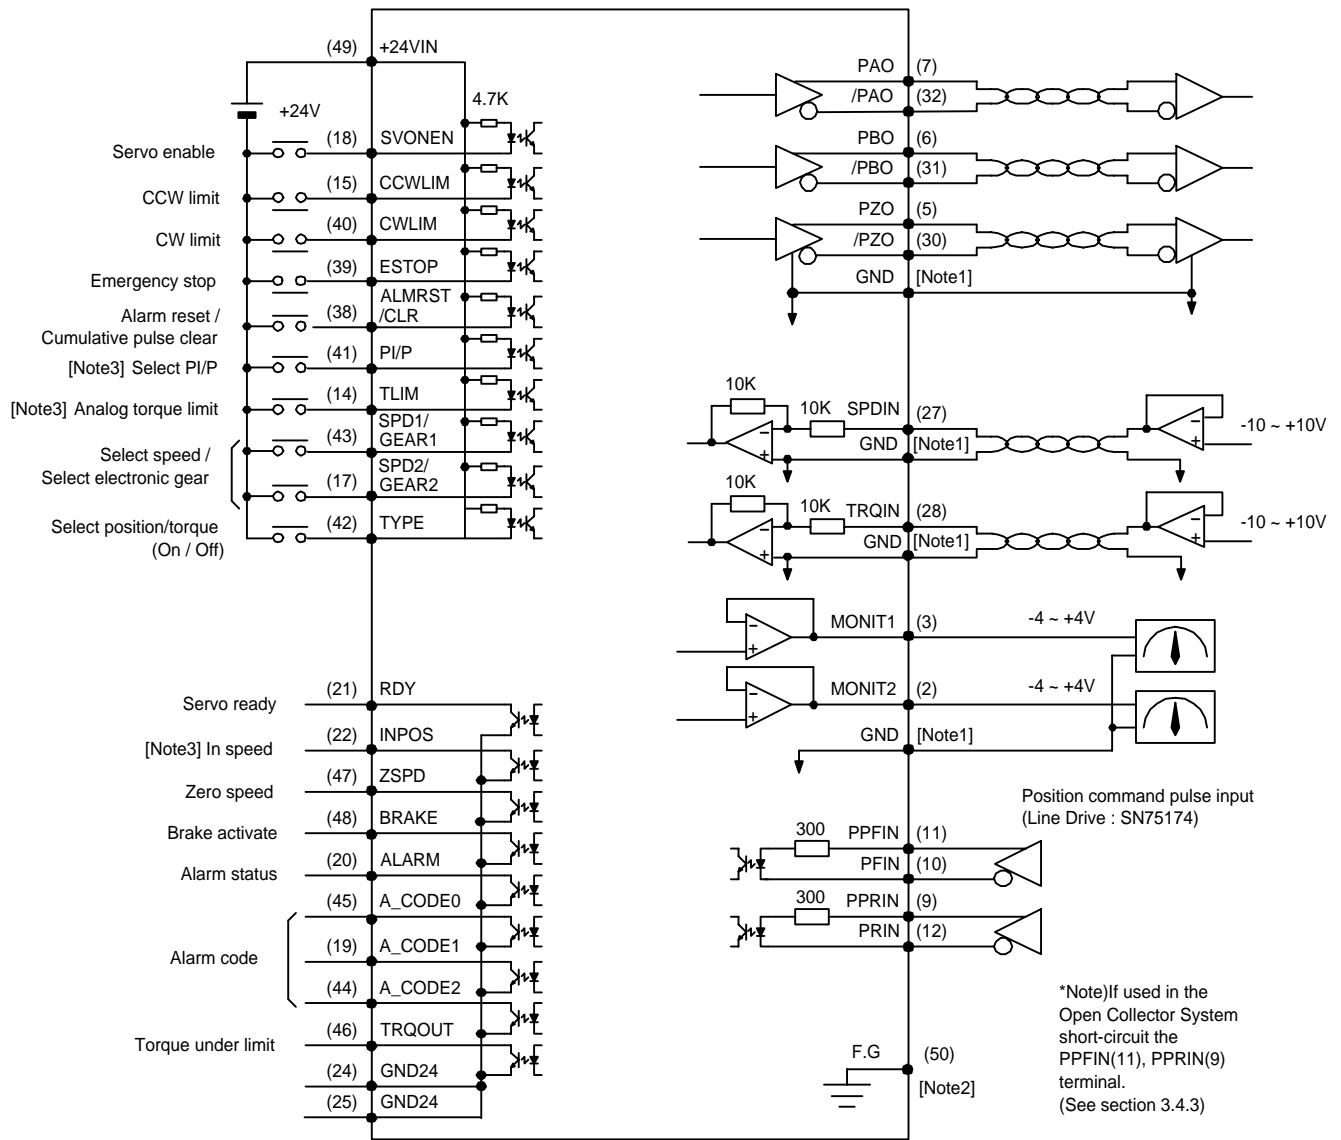 (49) +24VIN
+24V
4.7K
Servo enable (18) SVONEN
CCW limit (15) CCWLIM
CW limit (40) CWLIM
Emergency stop (39) ESTOP
Alarm reset /
Cumulative pulse clear
(38) ALMRST
/CLR
[Note3] Select PI/P (41) PI/P
[Note3] Analog torque limit (14) TLIM
Select speed /
Select electronic gear
(43) SPD1/
GEAR1
(17) SPD2/
GEAR2
Select position/torque
(On / Off)
(42) TYPE
Servo ready (21) RDY
[Note3] In speed (22) INPOS
Zero speed (47) ZSPD
Brake activate (48) BRAKE
Alarm status (20) ALARM
Alarm code
(45) A_CODE0
(19) A_CODE1
(44) A_CODE2
Torque under limit (46) TRQOUT
(24) GND24
(25) GND24
PAO (7)
/PAO (32)
PBO (6)
/PBO (31)
PZO (5)
/PZO (30)
GND [Note1]
10K
10K SPDIN (27)
GND [Note1]
-10 ~ +10V
10K
10K TRQIN (28)
GND [Note1]
-10 ~ +10V
MONIT1 (3) -4 ~ +4V
MONIT2 (2) -4 ~ +4V
GND [Note1]
Position command pulse input
(Line Drive : SN75174)
300 PPFIN (11)
PFIN (10)
300 PPRIN (9)
PRIN (12)
F.G (50)
[Note2]
*Note)If used in the
Open Collector System
short-circuit the
PPFIN(11), PPRIN(9)
terminal.
(See section 3.4.3)